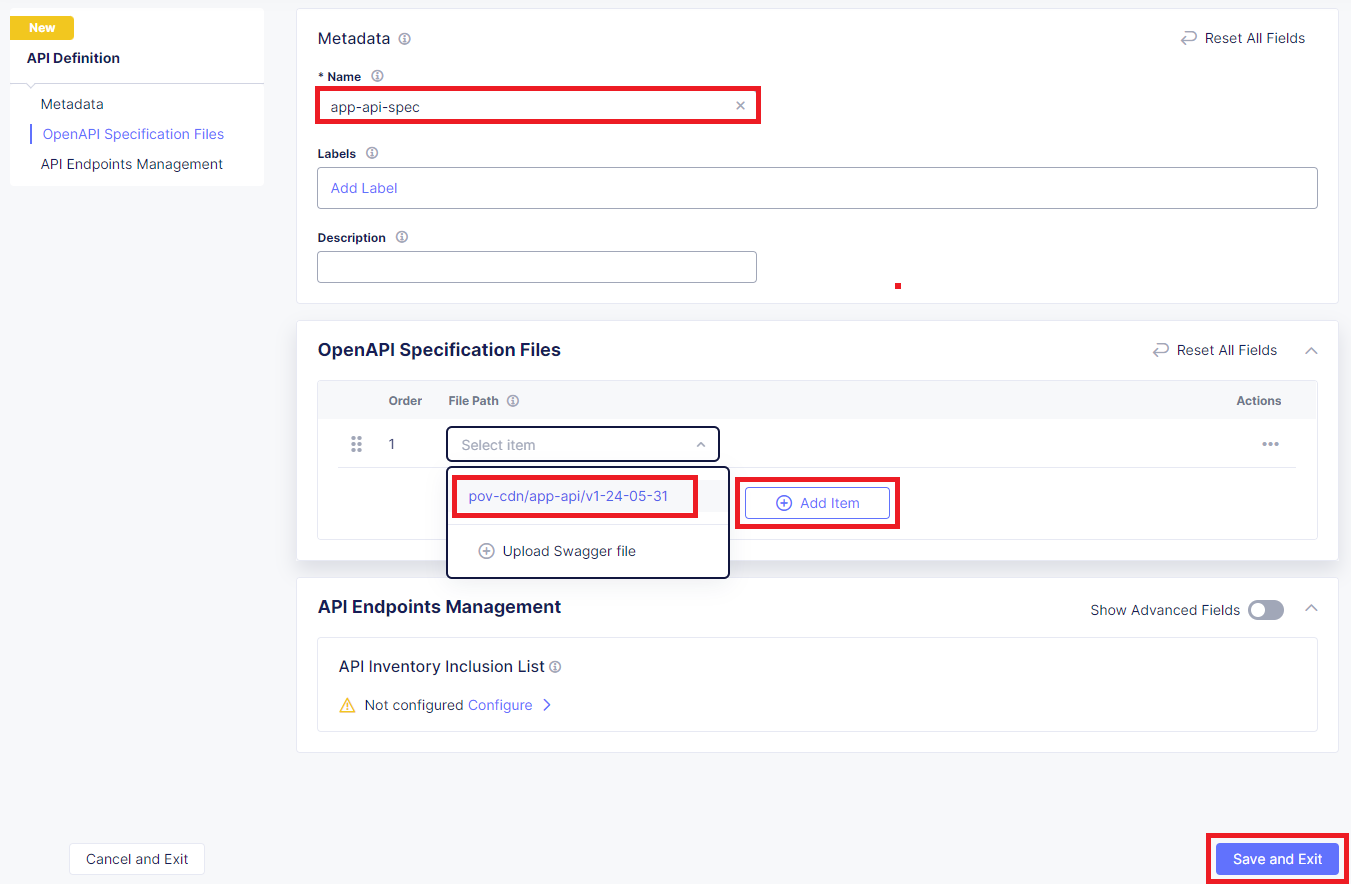 New
API Definition
Metadata
OpenAPI Specification Files
API Endpoints Management
Metadata
Reset All Fields
* Name
app-api-spec
Labels
Add Label
Description
OpenAPI Specification Files
Reset All Fields
Order File Path Actions
1 Select item
pov-cdn/app-api/v1-24-05-31
Add Item
Upload Swagger file
API Endpoints Management
Show Advanced Fields
API Inventory Inclusion List
Not configured Configure
Cancel and Exit
Save and Exit